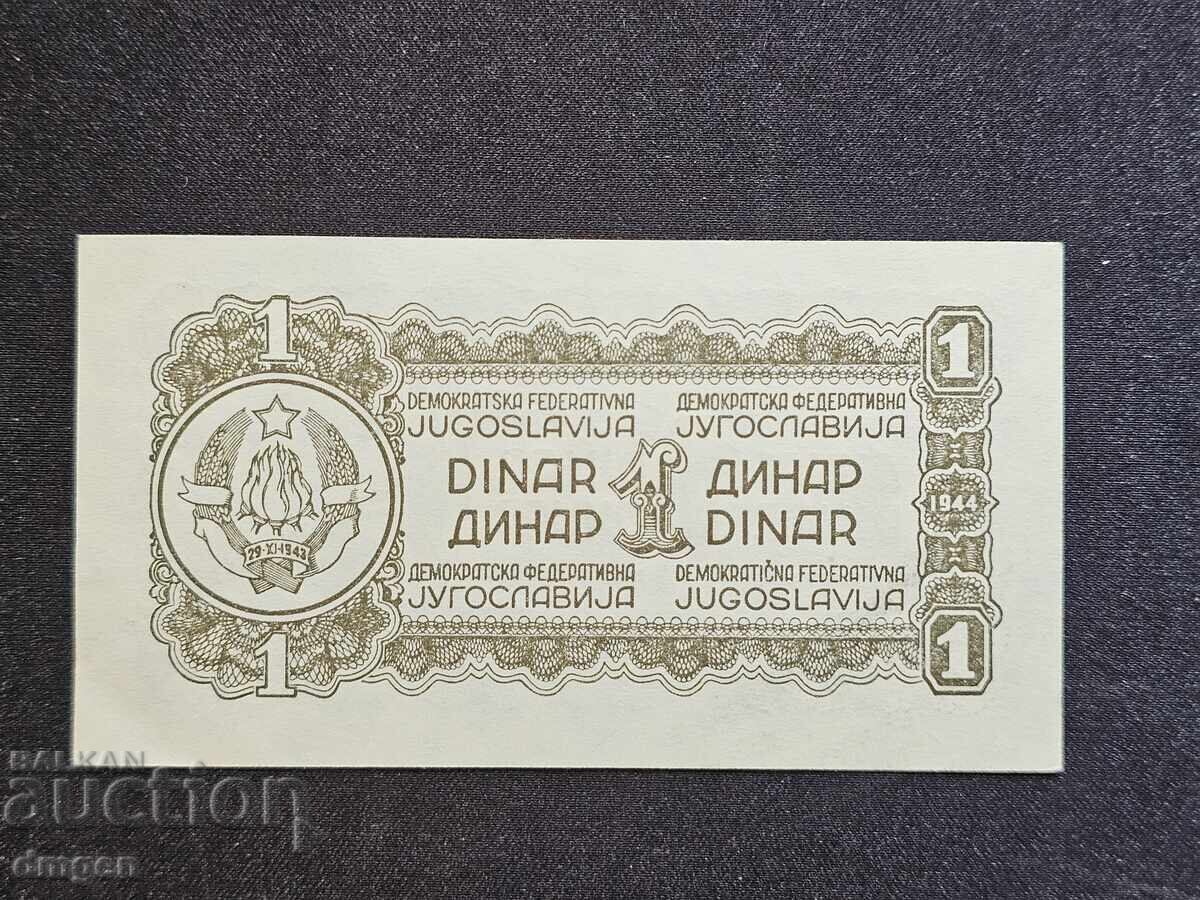 1
1
DEMOKRATSKA FEDERATIVNA
JUGOSLAVIJA
ДЕМОКРАТСКА ФЕДЕРАТИВНА
ЈУГОСЛАВИЈА
DINAR 1 ДИНАР
ДИНАР DINAR
1944
29·XI·1943
ДЕМОКРАТСКА ФЕДЕРАТИВНА
ЈУГОСЛАВИЈА
DEMOKRATIČNA FEDERATIVNA
JUGOSLAVIJA
1
1
BALKAN
auction
dmgen